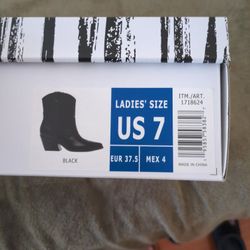 LADIES' SIZE
US 7
EUR 37.5
MEX 4
BLACK
ITM./ART.
1718624
MADE IN CHINA